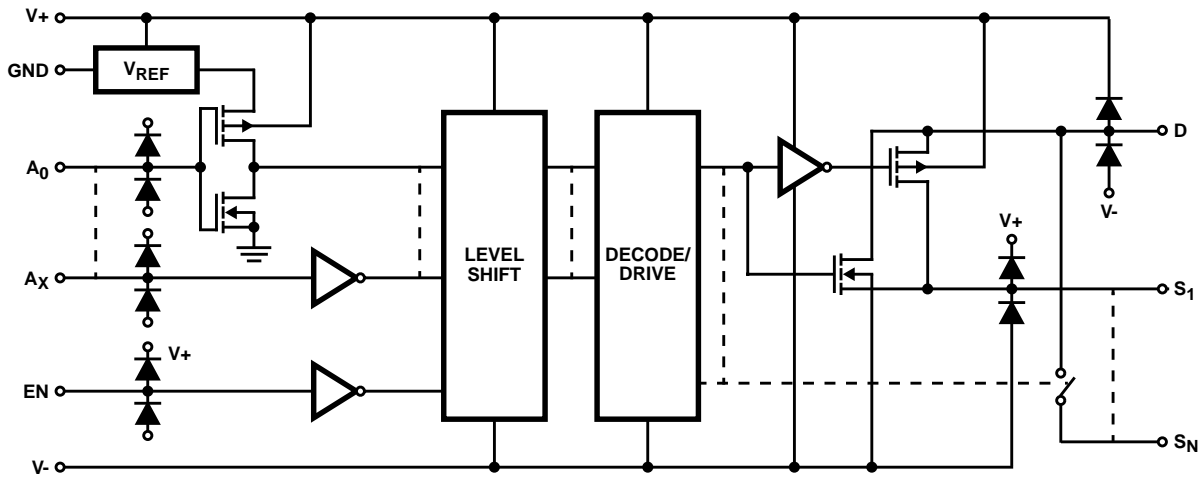 V+
GND
VREF
A0
AX
V+
EN
V-
LEVEL
SHIFT
DECODE/
DRIVE
D
V-
V+
S1
SN